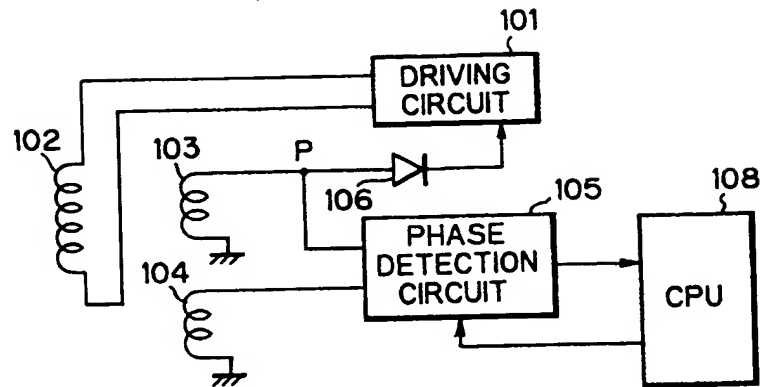 101
DRIVING
CIRCUIT
102
103
P
106
105
108
PHASE
DETECTION
CIRCUIT
CPU
104